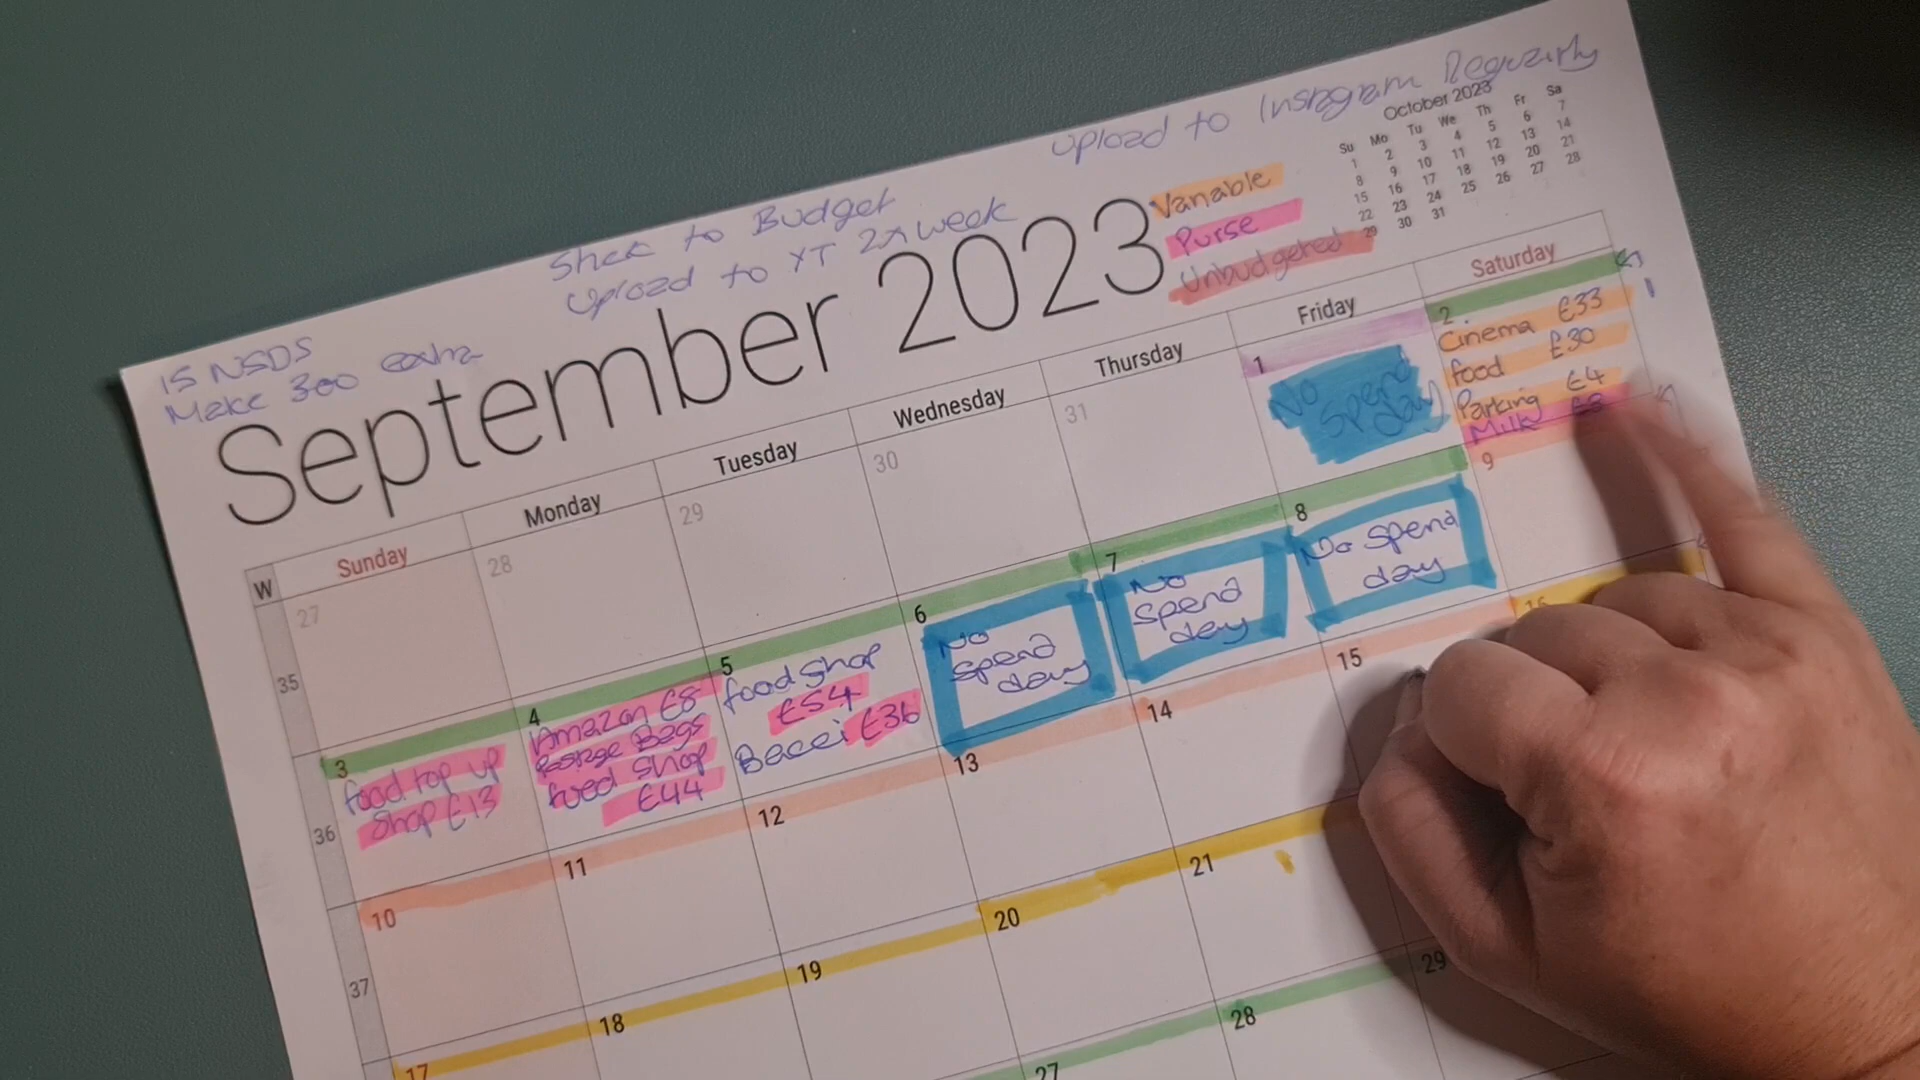 Upload to Instagram Reguarly
Stick to Budget
Upload to YT 2x week
15 NSDS
Make 300 extra
September 2023
Variable
Purse
Unbudgeted
October 2023
Su Mo Tu We Th Fr Sa
1 2 3 4 5 6 7
8 9 10 11 12 13 14
15 16 17 18 19 20 21
22 23 24 25 26 27 28
29 30 31
W Sunday Monday Tuesday Wednesday Thursday Friday Saturday
35 27 28 29 30 31 1 2
No
Spend
day
Cinema £33
food £30
Parking £4
Milk
36 3 4 5 6 7 8 9
food top up
Shop £13
Amazon £8
Postage Bags
food shop
£44
food shop
£54
Becci £36
No
Spend
day
No
Spend
day
No Spend
day
37 10 11 12 13 14 15 16
17 18 19 20 21
27 28 29